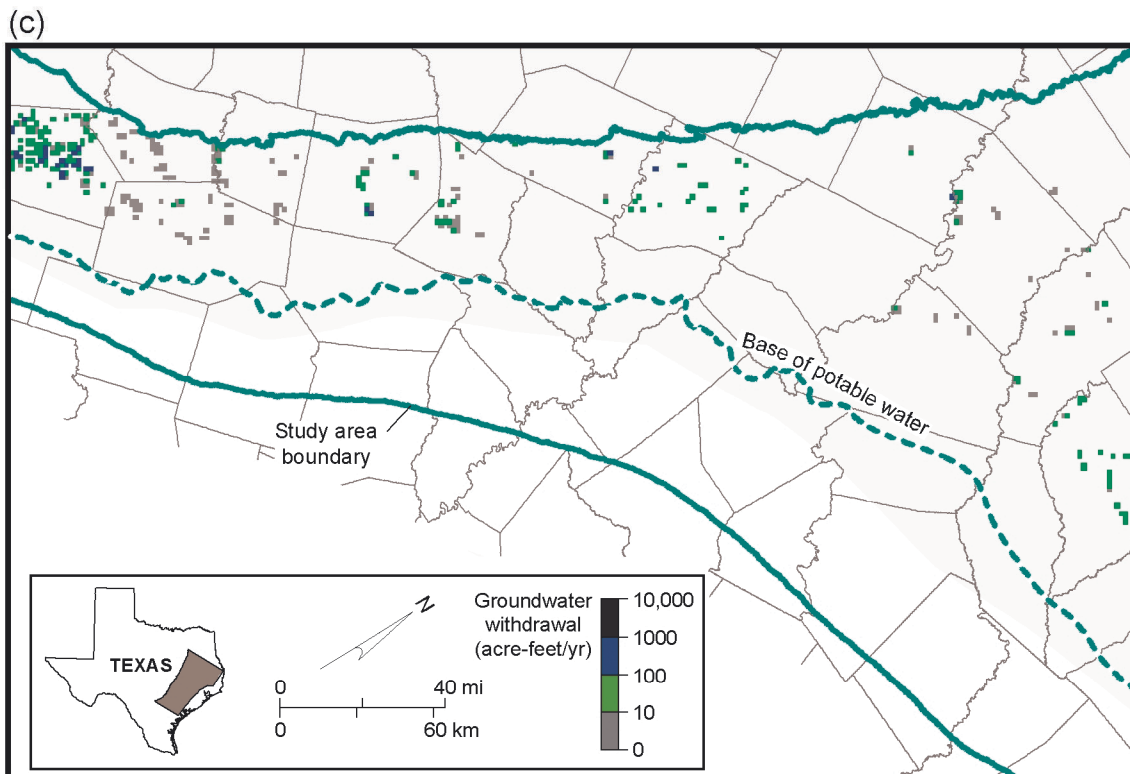 (c)
Base of potable water
Study area
boundary
TEXAS
N
0 40 mi
0 60 km
Groundwater
withdrawal
(acre-feet/yr)
10,000
1000
100
10
0